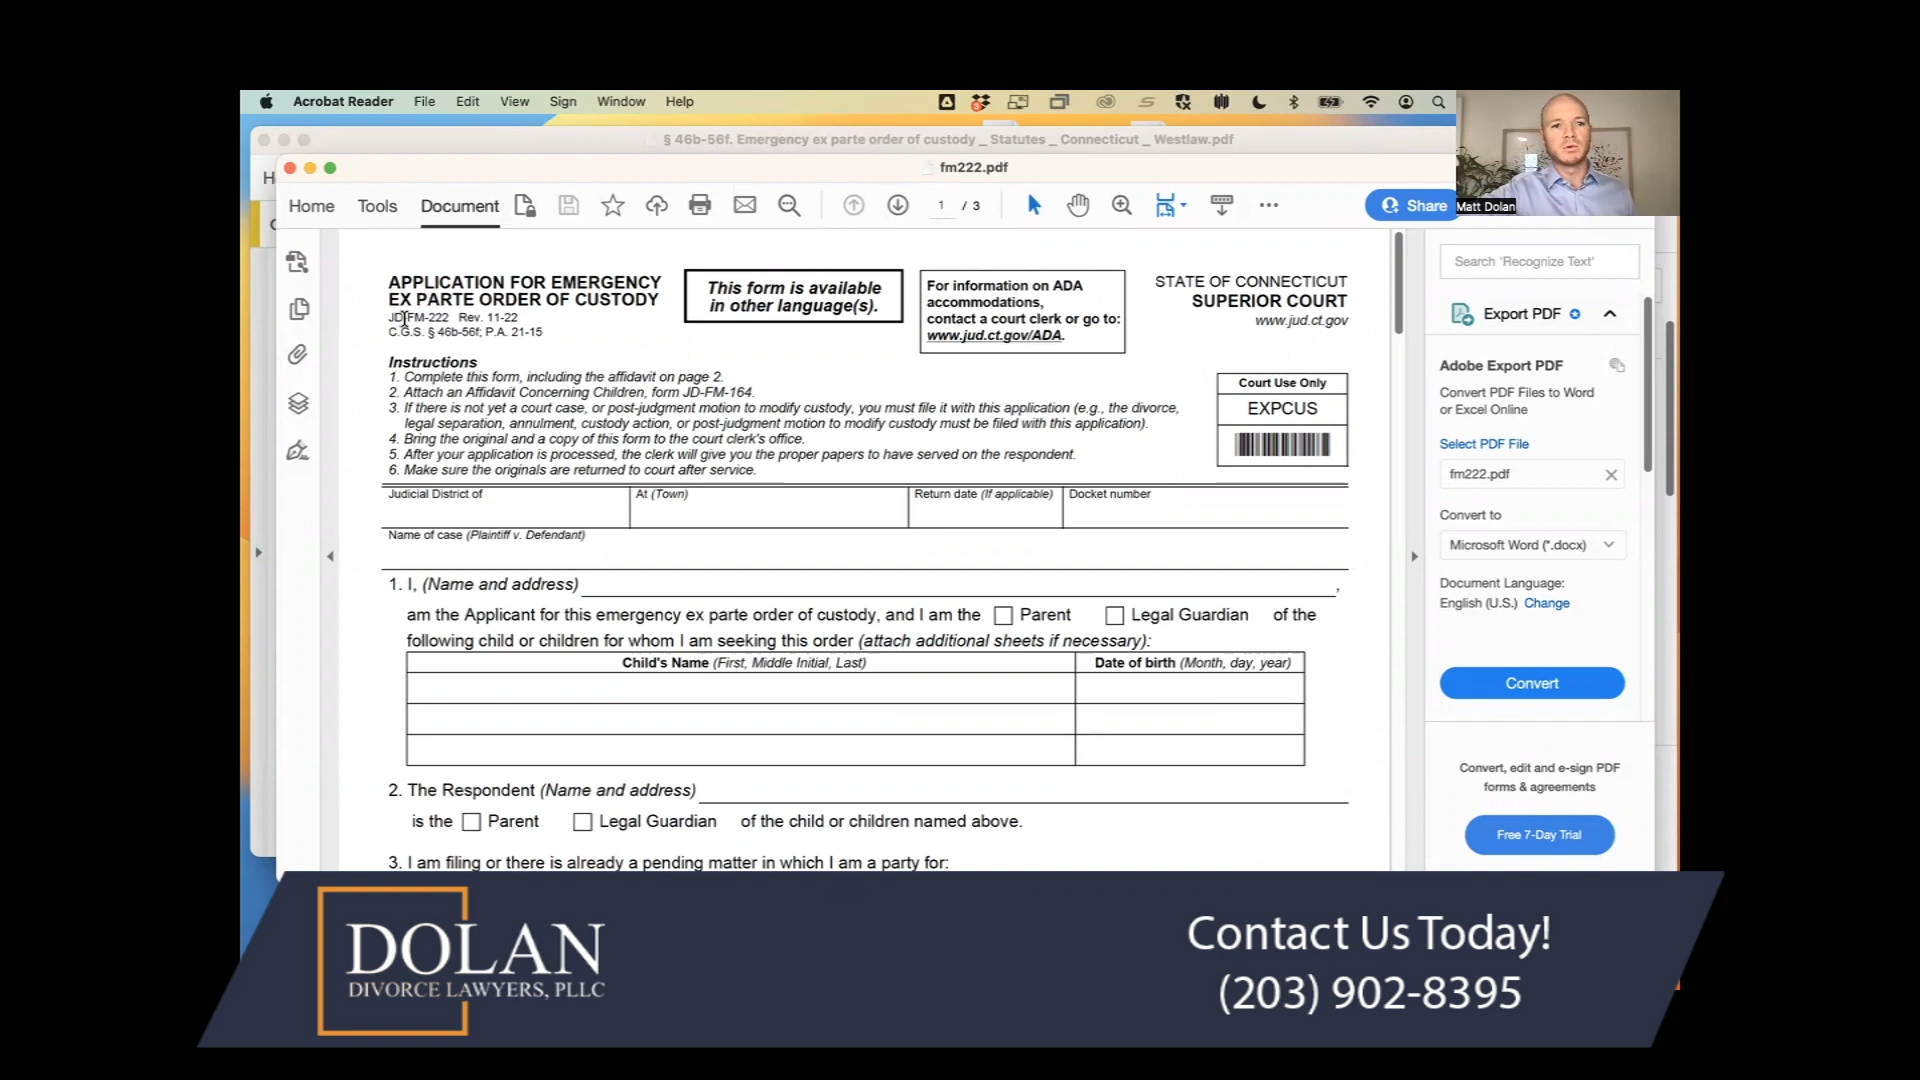 Acrobat Reader File Edit View Sign Window Help
§ 46b-56f. Emergency ex parte order of custody _ Statutes _ Connecticut _ Westlaw.pdf
fm222.pdf
Home Tools Document 1 / 3 Share
Matt Dolan
APPLICATION FOR EMERGENCY
EX PARTE ORDER OF CUSTODY
JD-FM-222 Rev. 11-22
C.G.S. § 46b-56f; P.A. 21-15
This form is available
in other language(s).
For information on ADA
accommodations,
contact a court clerk or go to:
www.jud.ct.gov/ADA.
STATE OF CONNECTICUT
SUPERIOR COURT
www.jud.ct.gov
Instructions
1. Complete this form, including the affidavit on page 2.
2. Attach an Affidavit Concerning Children, form JD-FM-164.
3. If there is not yet a court case, or post-judgment motion to modify custody, you must file it with this application (e.g., the divorce,
legal separation, annulment, custody action, or post-judgment motion to modify custody must be filed with this application).
4. Bring the original and a copy of this form to the court clerk's office.
5. After your application is processed, the clerk will give you the proper papers to have served on the respondent.
6. Make sure the originals are returned to court after service.
Court Use Only
EXPCUS
Judicial District of At (Town) Return date (If applicable) Docket number
Name of case (Plaintiff v. Defendant)
1. I, (Name and address) ,
am the Applicant for this emergency ex parte order of custody, and I am the Parent Legal Guardian of the
following child or children for whom I am seeking this order (attach additional sheets if necessary):
Child's Name (First, Middle Initial, Last) Date of birth (Month, day, year)
2. The Respondent (Name and address)
is the Parent Legal Guardian of the child or children named above.
3. I am filing or there is already a pending matter in which I am a party for:
Search 'Recognize Text'
Export PDF
Adobe Export PDF
Convert PDF Files to Word
or Excel Online
Select PDF File
fm222.pdf
Convert to
Microsoft Word (*.docx)
Document Language:
English (U.S.) Change
Convert
Convert, edit and e-sign PDF
forms & agreements
Free 7-Day Trial
DOLAN
DIVORCE LAWYERS, PLLC
Contact Us Today!
(203) 902-8395